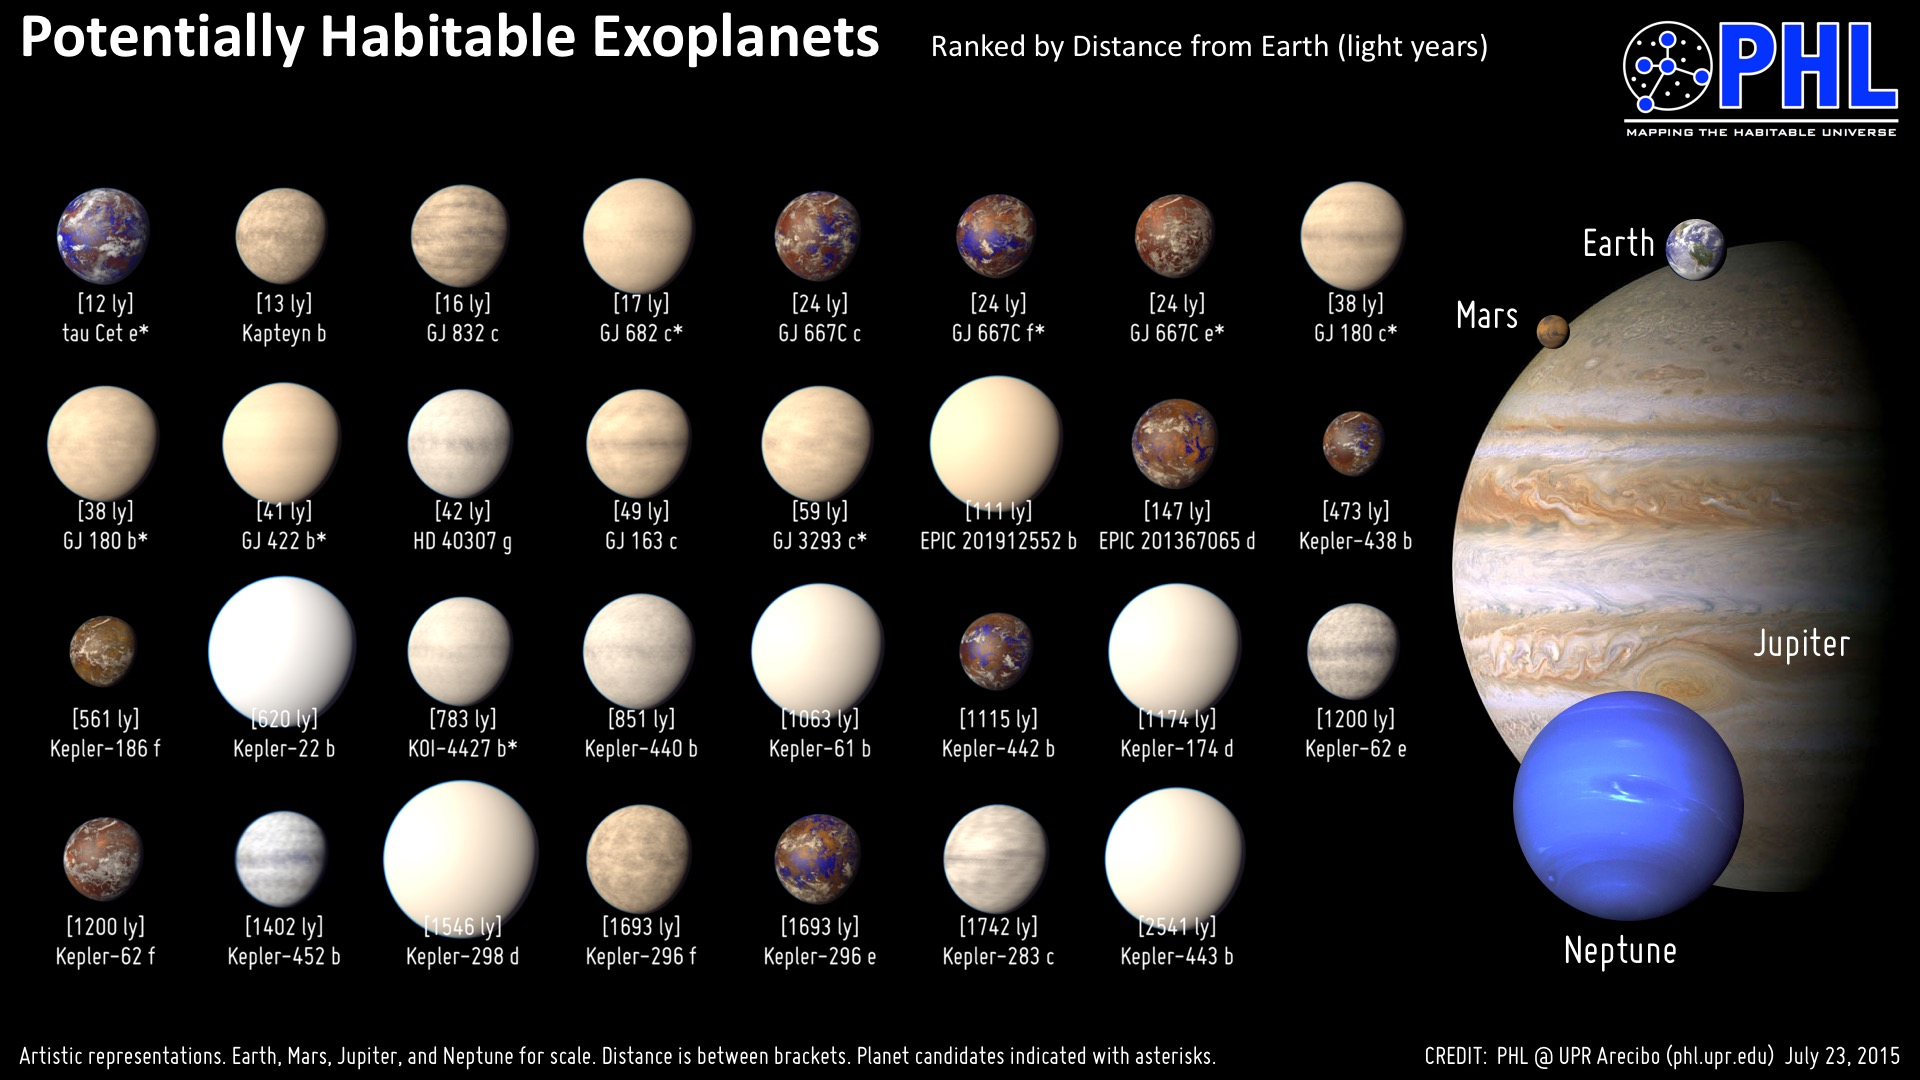 Potentially Habitable Exoplanets
Ranked by Distance from Earth (light years)
PHL
MAPPING THE HABITABLE UNIVERSE
[12 ly]
tau Cet e*
[13 ly]
Kapteyn b
[16 ly]
GJ 832 c
[17 ly]
GJ 682 c*
[24 ly]
GJ 667C c
[24 ly]
GJ 667C f*
[24 ly]
GJ 667C e*
[38 ly]
GJ 180 c*
Earth
Mars
[38 ly]
GJ 180 b*
[41 ly]
GJ 422 b*
[42 ly]
HD 40307 g
[49 ly]
GJ 163 c
[59 ly]
GJ 3293 c*
[111 ly]
EPIC 201912552 b
[147 ly]
EPIC 201367065 d
[473 ly]
Kepler-438 b
[561 ly]
Kepler-186 f
[620 ly]
Kepler-22 b
[783 ly]
KOI-4427 b*
[851 ly]
Kepler-440 b
[1063 ly]
Kepler-61 b
[1115 ly]
Kepler-442 b
[1174 ly]
Kepler-174 d
[1200 ly]
Kepler-62 e
Jupiter
[1200 ly]
Kepler-62 f
[1402 ly]
Kepler-452 b
[1546 ly]
Kepler-298 d
[1693 ly]
Kepler-296 f
[1693 ly]
Kepler-296 e
[1742 ly]
Kepler-283 c
[2541 ly]
Kepler-443 b
Neptune
Artistic representations. Earth, Mars, Jupiter, and Neptune for scale. Distance is between brackets. Planet candidates indicated with asterisks.
CREDIT: PHL @ UPR Arecibo (phl.upr.edu) July 23, 2015